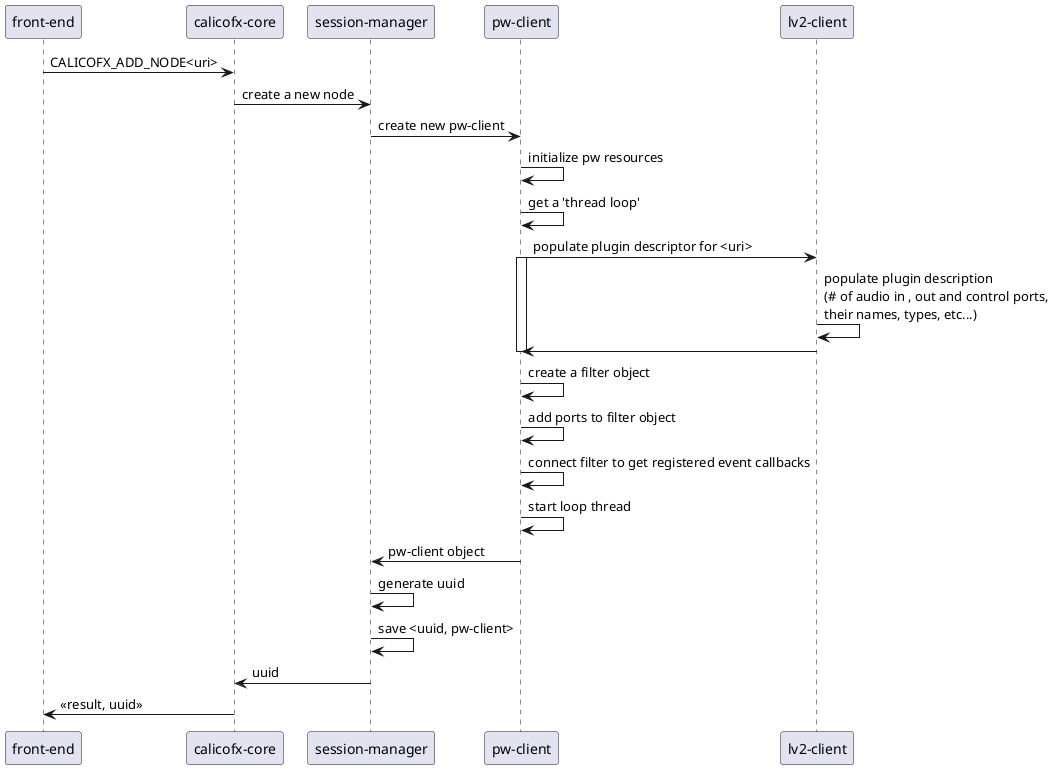 front-end
calicofx-core
session-manager
pw-client
lv2-client
CALICOFX_ADD_NODE<uri>
create a new node
create new pw-client
initialize pw resources
get a 'thread loop'
populate plugin descriptor for <uri>
populate plugin description
(# of audio in , out and control ports,
their names, types, etc...)
create a filter object
add ports to filter object
connect filter to get registered event callbacks
start loop thread
pw-client object
generate uuid
save <uuid, pw-client>
uuid
«result, uuid»
front-end
calicofx-core
session-manager
pw-client
lv2-client